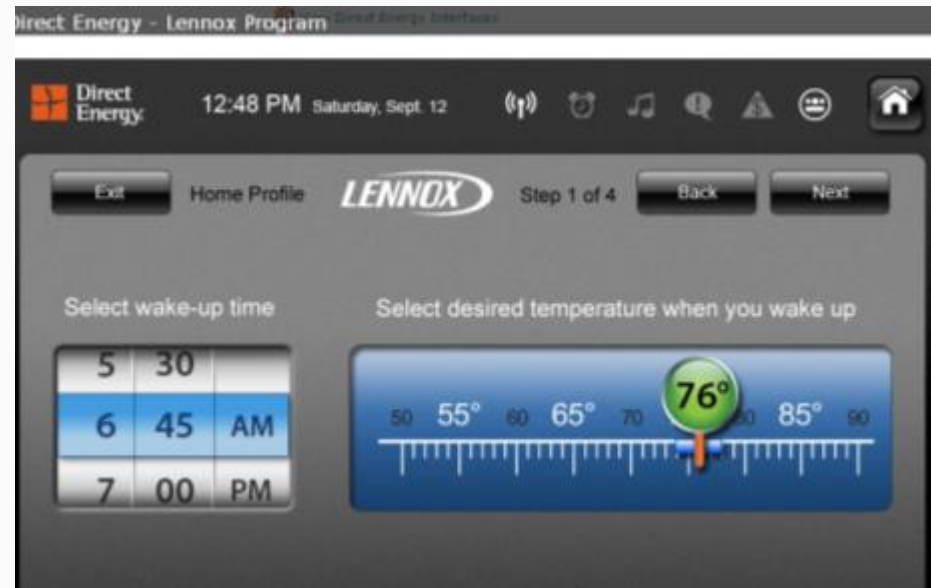 Direct Energy - Lennox Program
Direct Energy
12:48 PM Saturday, Sept. 12
Exit Home Profile LENNOX Step 1 of 4 Back Next
Select wake-up time
Select desired temperature when you wake up
5 30
6 45 AM
7 00 PM
76°
50 55° 60 65° 70 80 85° 90